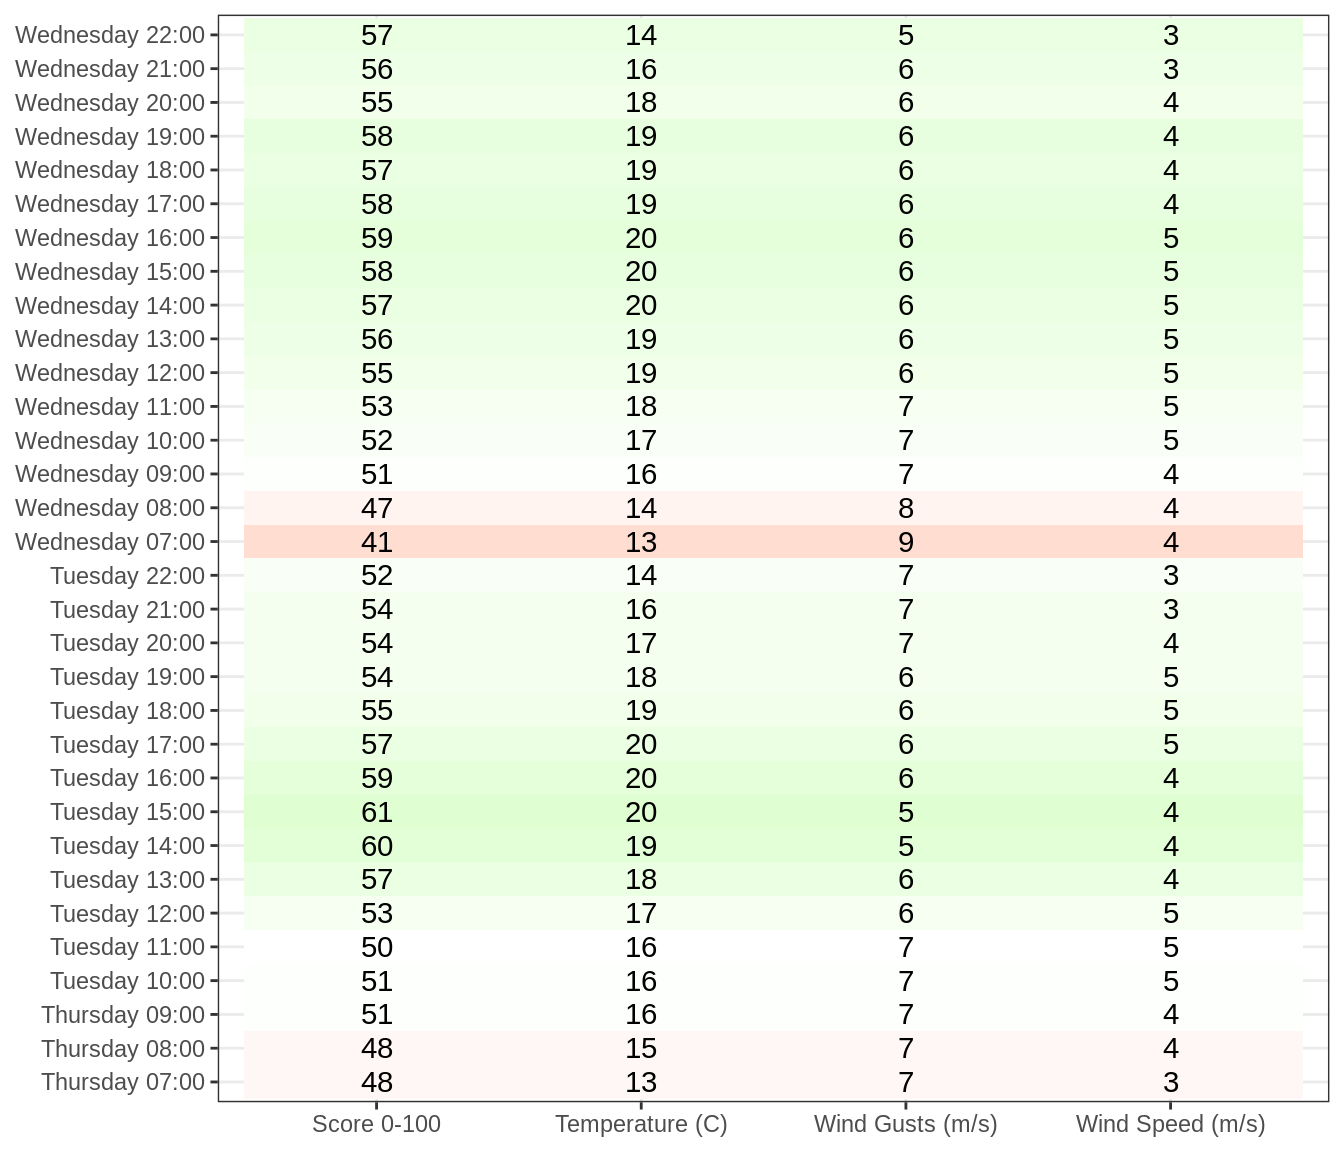 Wednesday 22:00 57 14 5 3
Wednesday 21:00 56 16 6 3
Wednesday 20:00 55 18 6 4
Wednesday 19:00 58 19 6 4
Wednesday 18:00 57 19 6 4
Wednesday 17:00 58 19 6 4
Wednesday 16:00 59 20 6 5
Wednesday 15:00 58 20 6 5
Wednesday 14:00 57 20 6 5
Wednesday 13:00 56 19 6 5
Wednesday 12:00 55 19 6 5
Wednesday 11:00 53 18 7 5
Wednesday 10:00 52 17 7 5
Wednesday 09:00 51 16 7 4
Wednesday 08:00 47 14 8 4
Wednesday 07:00 41 13 9 4
Tuesday 22:00 52 14 7 3
Tuesday 21:00 54 16 7 3
Tuesday 20:00 54 17 7 4
Tuesday 19:00 54 18 6 5
Tuesday 18:00 55 19 6 5
Tuesday 17:00 57 20 6 5
Tuesday 16:00 59 20 6 4
Tuesday 15:00 61 20 5 4
Tuesday 14:00 60 19 5 4
Tuesday 13:00 57 18 6 4
Tuesday 12:00 53 17 6 5
Tuesday 11:00 50 16 7 5
Tuesday 10:00 51 16 7 5
Thursday 09:00 51 16 7 4
Thursday 08:00 48 15 7 4
Thursday 07:00 48 13 7 3
Score 0-100 Temperature (C) Wind Gusts (m/s) Wind Speed (m/s)